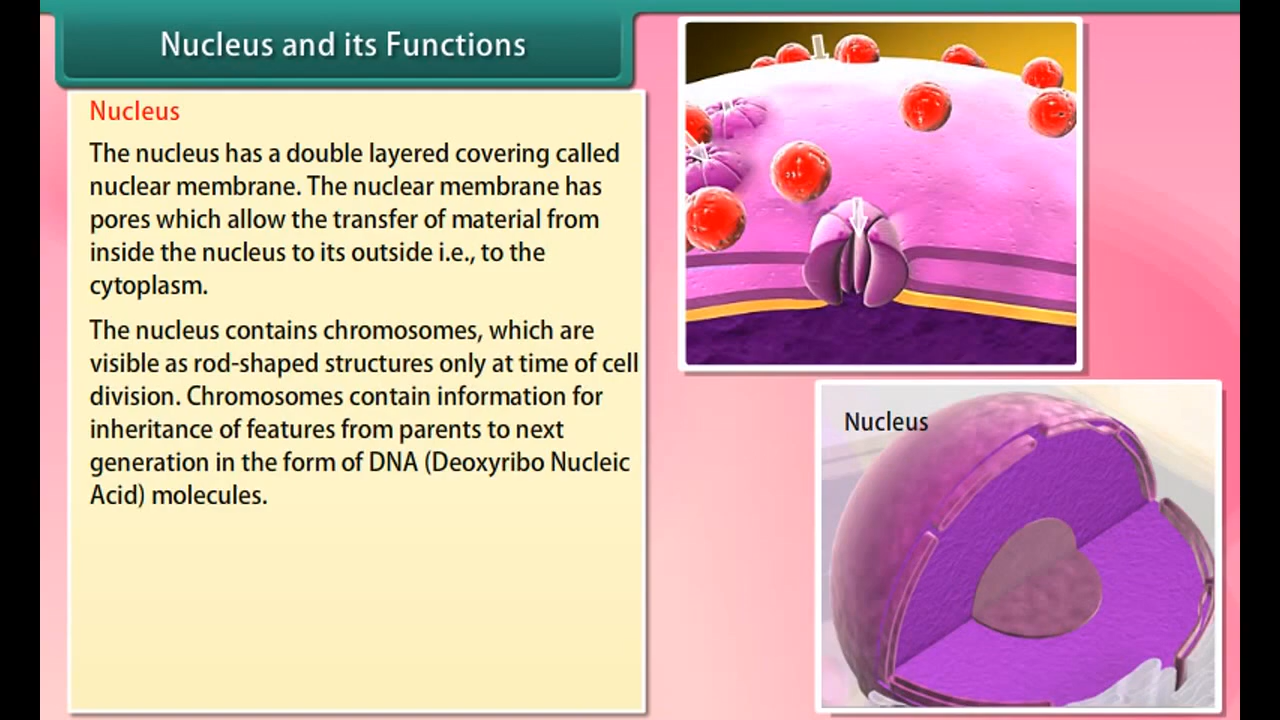 Nucleus and its Functions
Nucleus
The nucleus has a double layered covering called
nuclear membrane. The nuclear membrane has
pores which allow the transfer of material from
inside the nucleus to its outside i.e., to the
cytoplasm.
The nucleus contains chromosomes, which are
visible as rod-shaped structures only at time of cell
division. Chromosomes contain information for
inheritance of features from parents to next
generation in the form of DNA (Deoxyribo Nucleic
Acid) molecules.
Nucleus